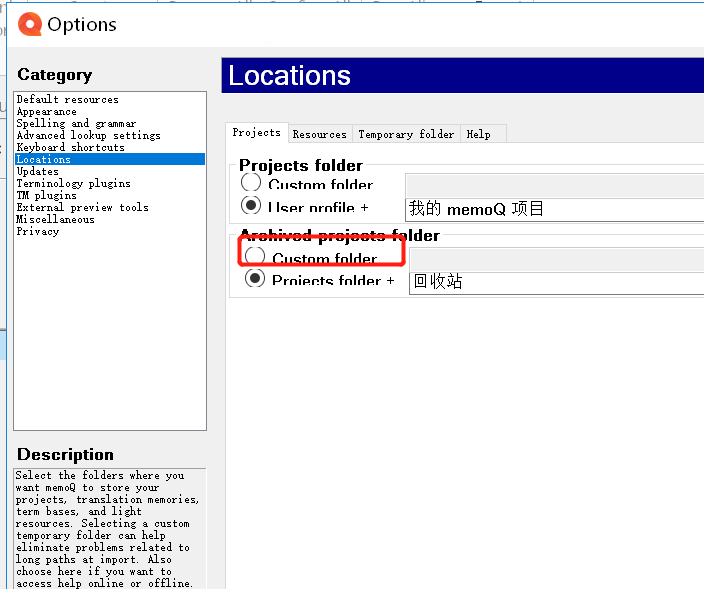 Options
Category
Default resources
Appearance
Spelling and grammar
Advanced lookup settings
Keyboard shortcuts
Locations
Updates
Terminology plugins
TM plugins
External preview tools
Miscellaneous
Privacy
Description
Select the folders where you
want memoQ to store your
projects, translation memories,
term bases, and light
resources. Selecting a custom
temporary folder can help
eliminate problems related to
long paths at import. Also
choose here if you want to
access help online or offline.
Locations
Projects Resources Temporary folder Help
Projects folder
Custom folder
User profile + 我的 memoQ 项目
Archived projects folder
Custom folder
Projects folder + 回收站